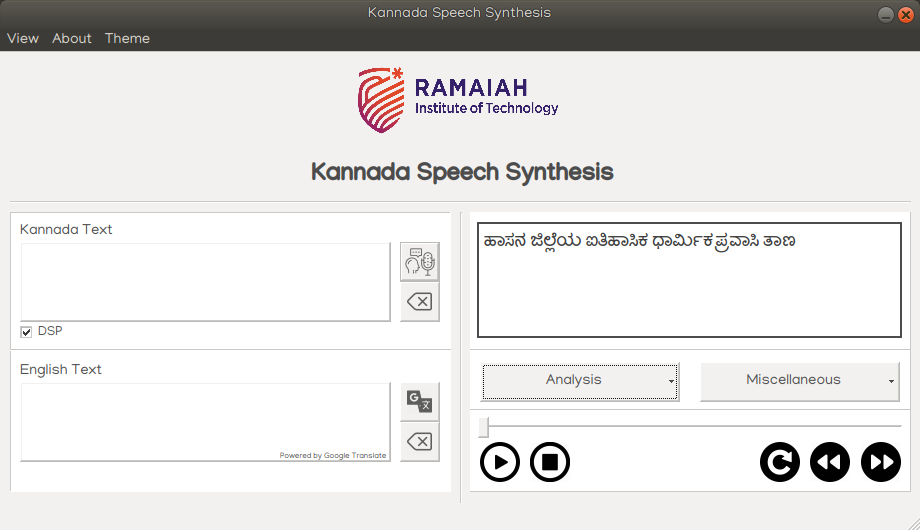 Kannada Speech Synthesis
View About Theme
RAMAIAH
Institute of Technology
Kannada Speech Synthesis
Kannada Text
DSP
English Text
Powered by Google Translate
ಹಾಸನ ಜಿಲ್ಲೆಯ ಐತಿಹಾಸಿಕ ಧಾರ್ಮಿಕ ಪ್ರವಾಸಿ ತಾಣ
Analysis
Miscellaneous